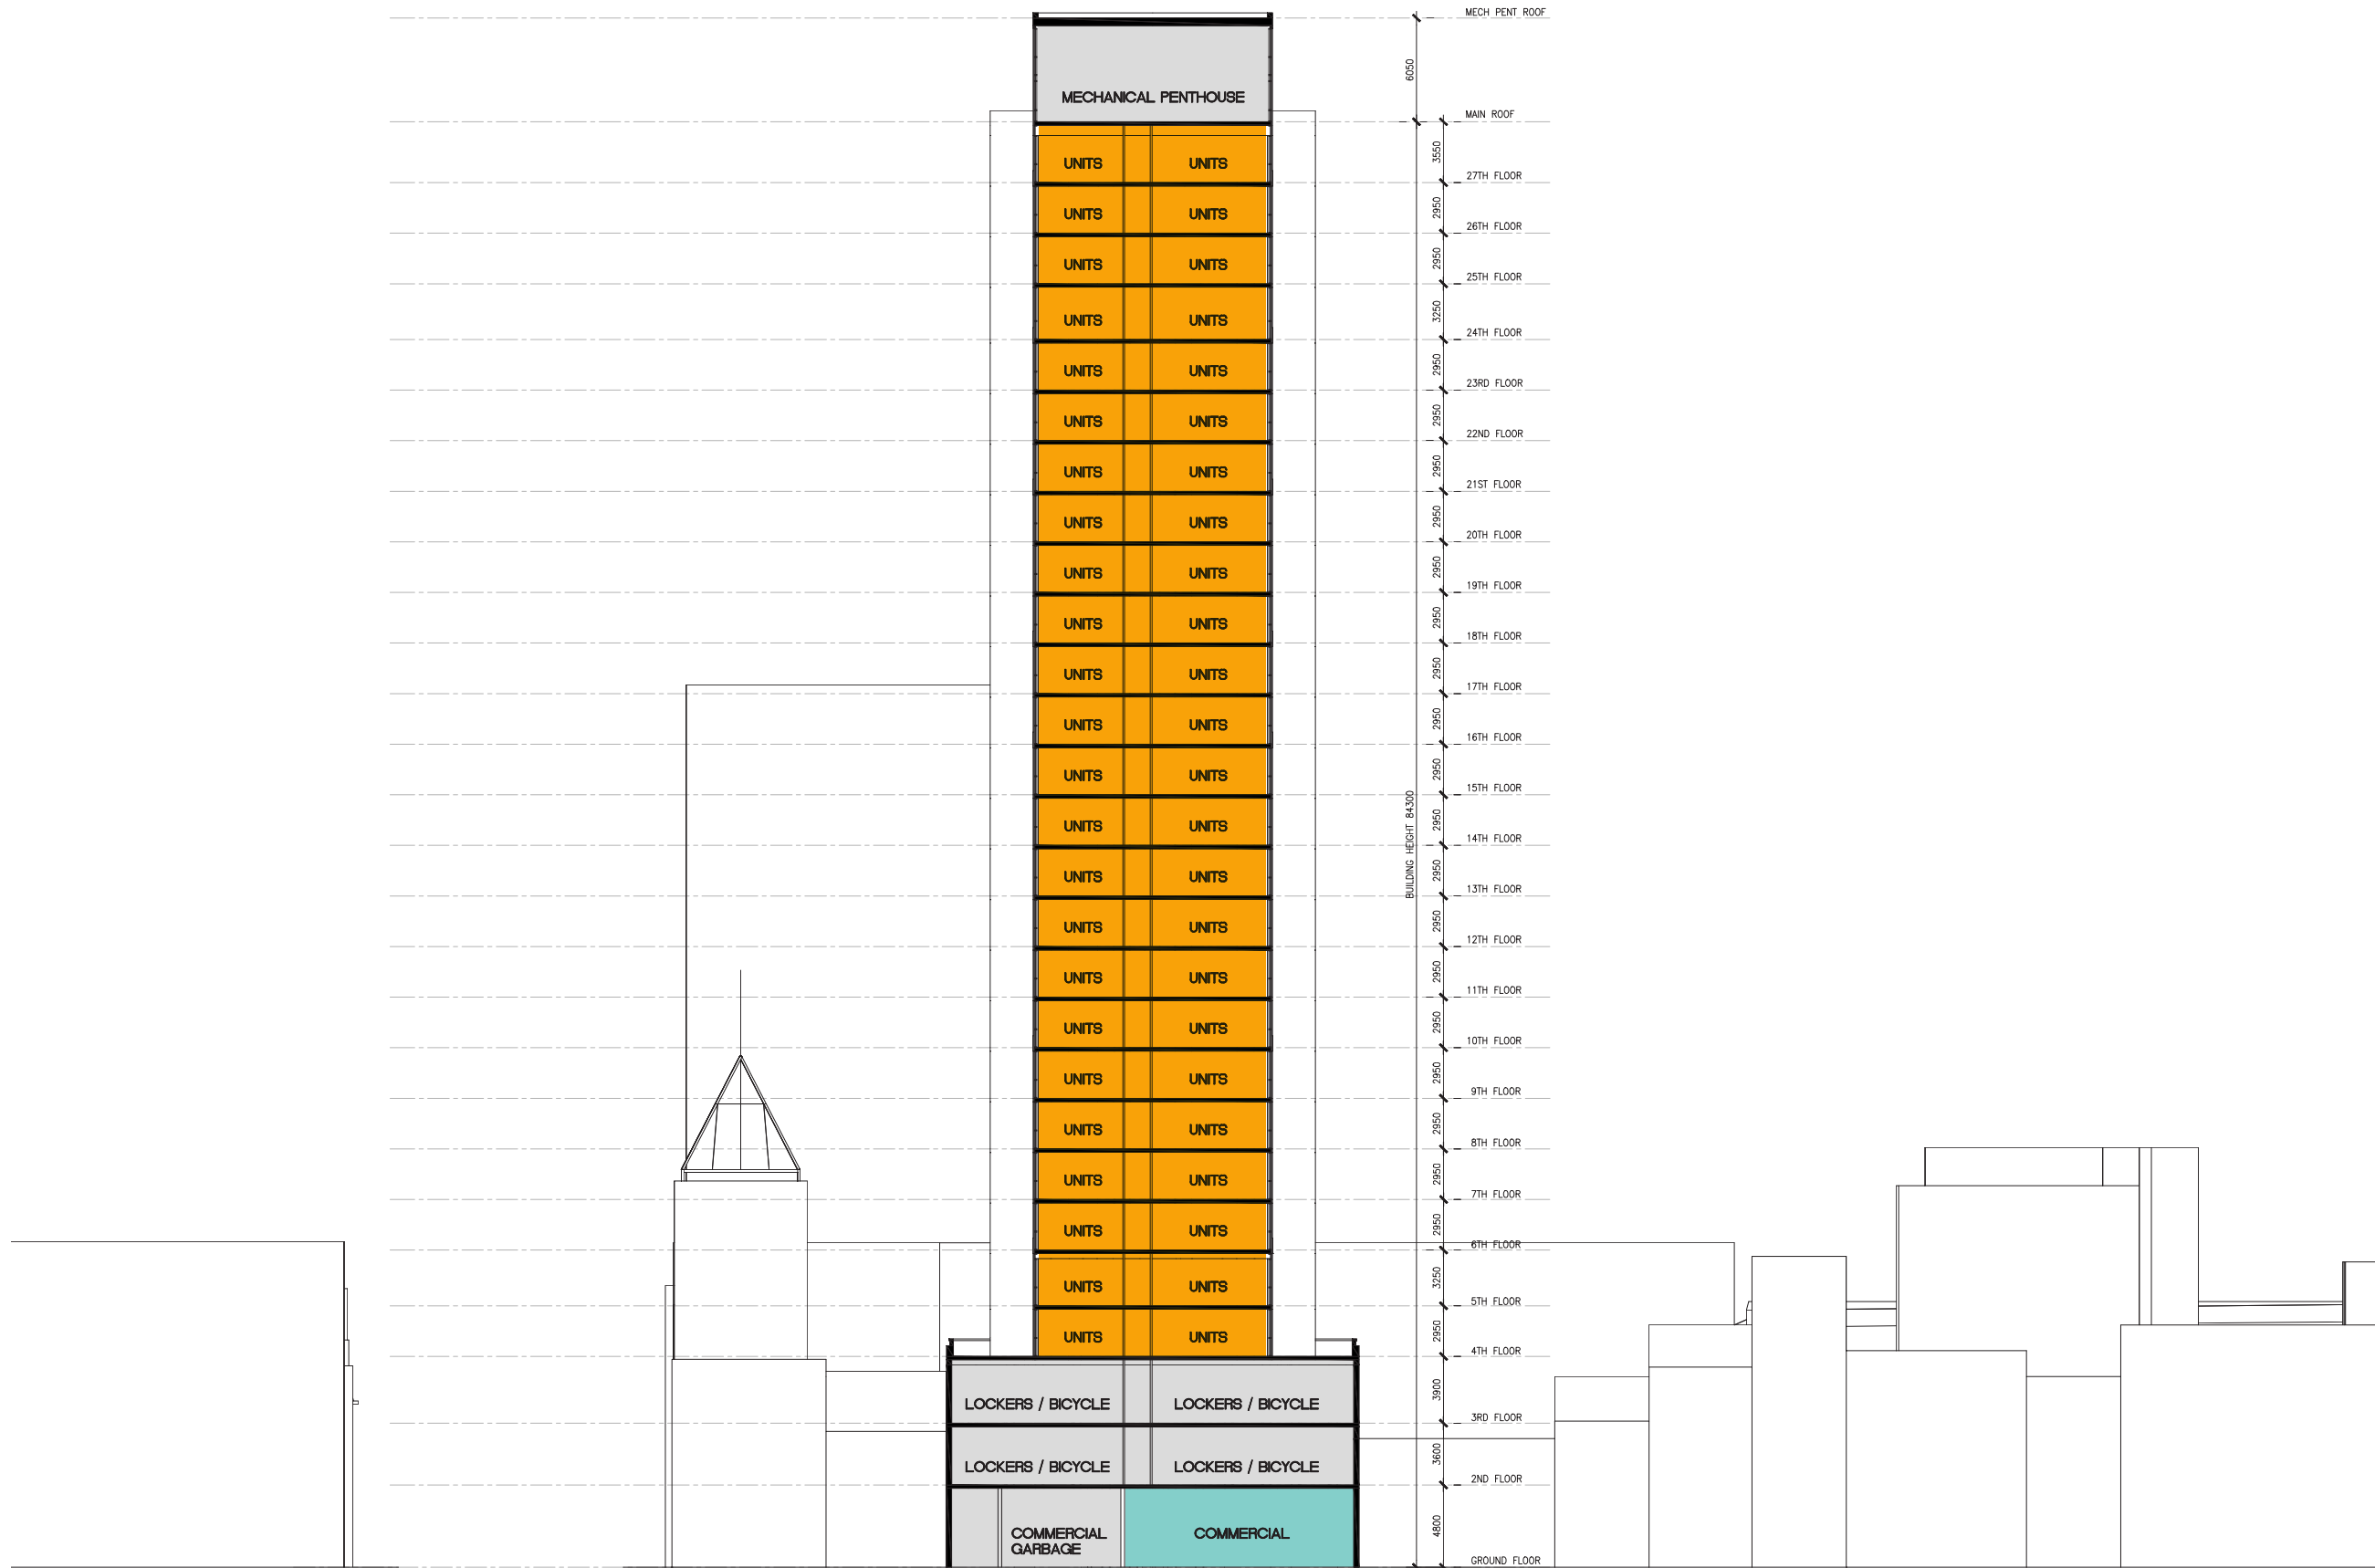 MECH PENT ROOF
6050
MECHANICAL PENTHOUSE
MAIN ROOF
3550
UNITS UNITS
27TH FLOOR
2950
UNITS UNITS
26TH FLOOR
2950
UNITS UNITS
25TH FLOOR
3250
UNITS UNITS
24TH FLOOR
2950
UNITS UNITS
23RD FLOOR
2950
UNITS UNITS
22ND FLOOR
2950
UNITS UNITS
21ST FLOOR
2950
UNITS UNITS
20TH FLOOR
2950
UNITS UNITS
19TH FLOOR
2950
UNITS UNITS
18TH FLOOR
2950
UNITS UNITS
17TH FLOOR
2950
UNITS UNITS
16TH FLOOR
2950
UNITS UNITS
15TH FLOOR
BUILDING HEIGHT 84300
2950
UNITS UNITS
14TH FLOOR
2950
UNITS UNITS
13TH FLOOR
2950
UNITS UNITS
12TH FLOOR
2950
UNITS UNITS
11TH FLOOR
2950
UNITS UNITS
10TH FLOOR
2950
UNITS UNITS
9TH FLOOR
2950
UNITS UNITS
8TH FLOOR
2950
UNITS UNITS
7TH FLOOR
2950
UNITS UNITS
6TH FLOOR
3250
UNITS UNITS
5TH FLOOR
2950
UNITS UNITS
4TH FLOOR
3900
LOCKERS / BICYCLE LOCKERS / BICYCLE
3RD FLOOR
3600
LOCKERS / BICYCLE LOCKERS / BICYCLE
2ND FLOOR
4800
COMMERCIAL
GARBAGE
COMMERCIAL
GROUND FLOOR